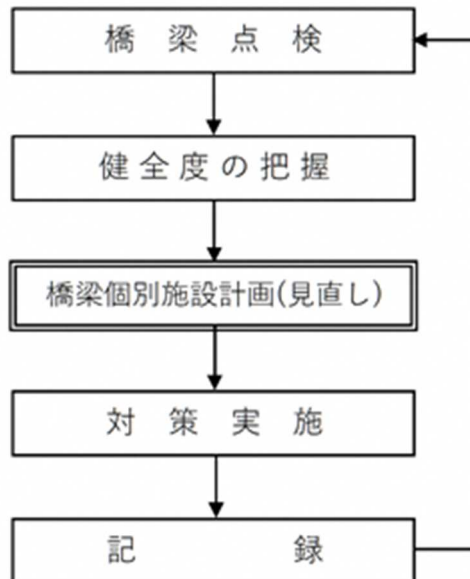 橋梁点検
健全度の把握
橋梁個別施設計画(見直し)
対策実施
記録